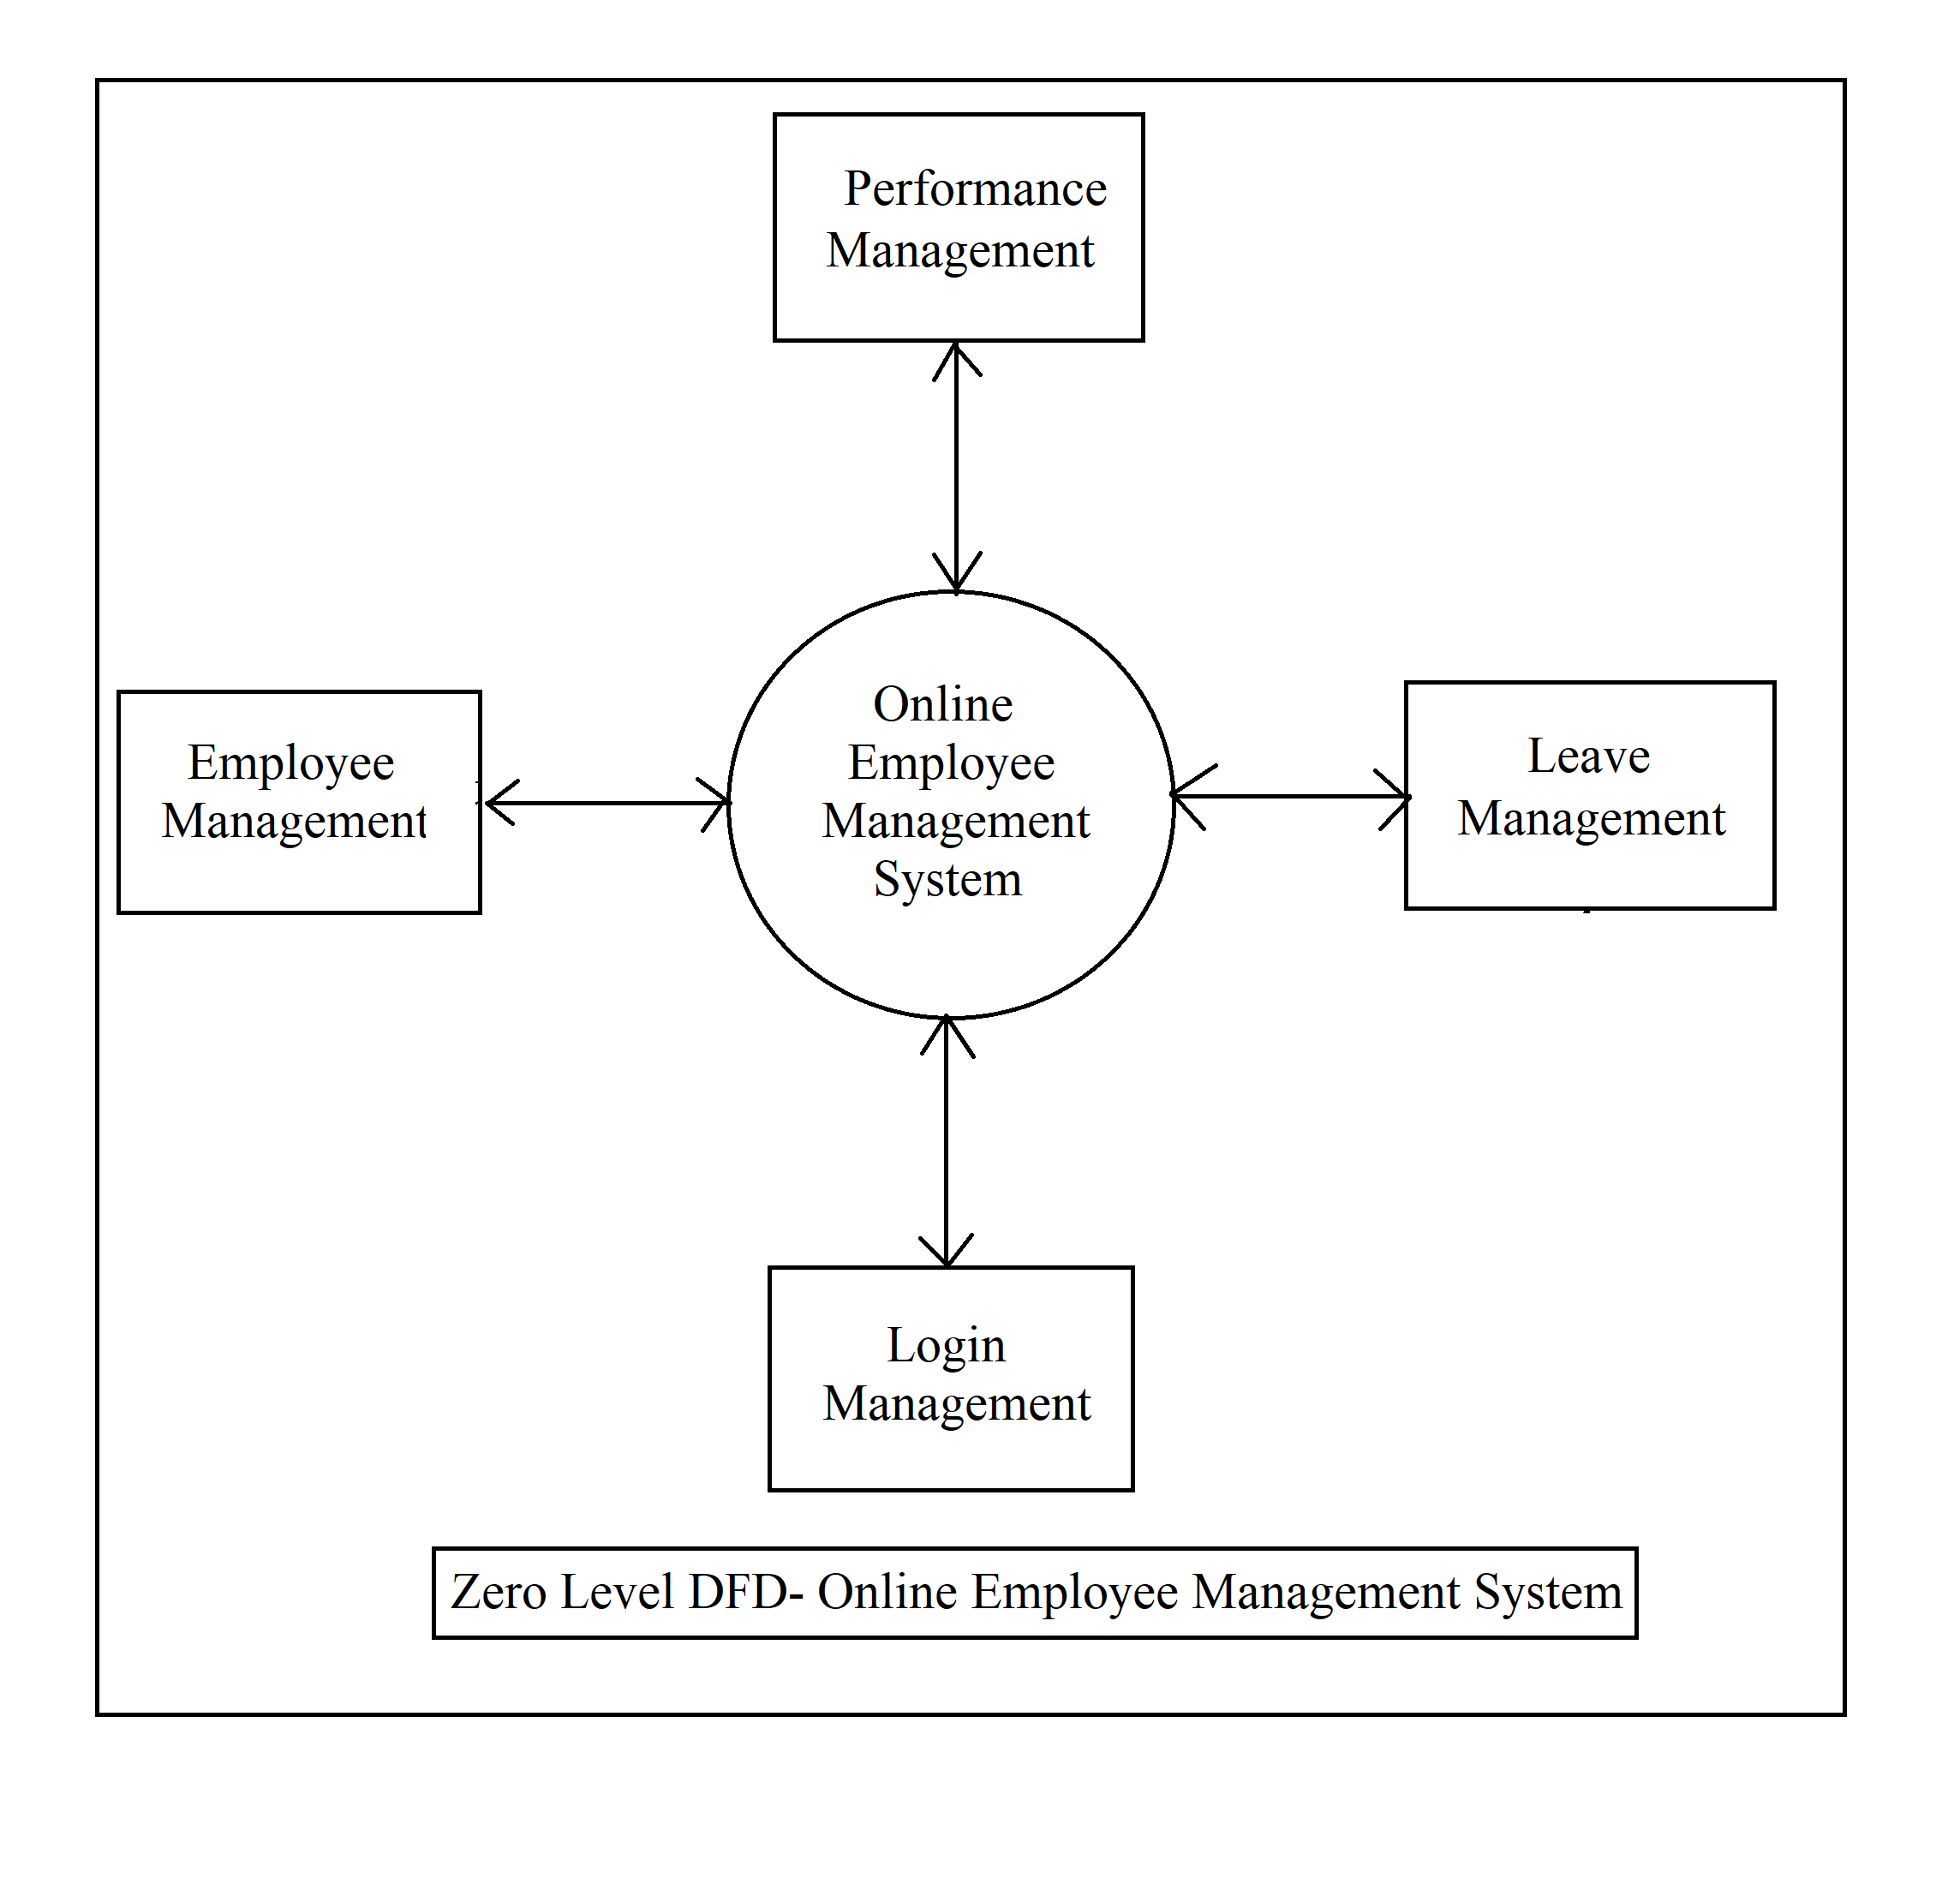 Performance
Management
Employee
Management
Online
Employee
Management
System
Leave
Management
Login
Management
Zero Level DFD- Online Employee Management System